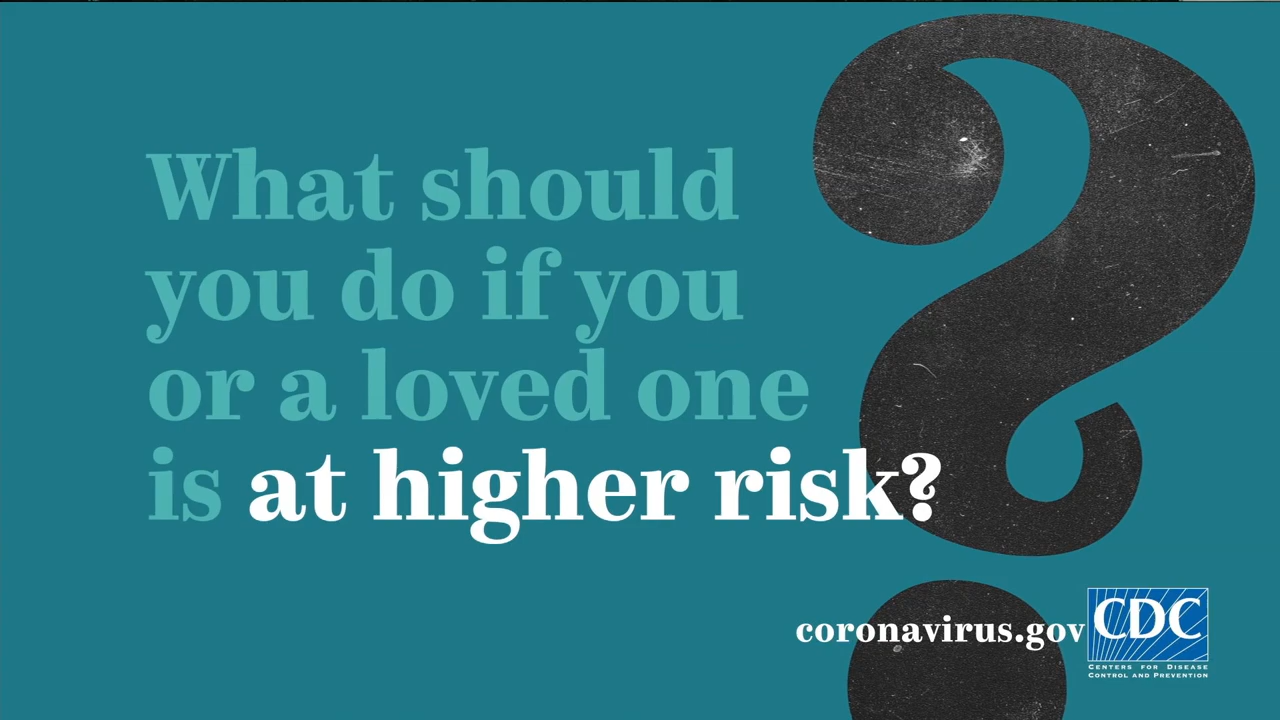 What should
you do if you
or a loved one
is at higher risk?
coronavirus.gov
CDC
CENTERS FOR DISEASE
CONTROL AND PREVENTION